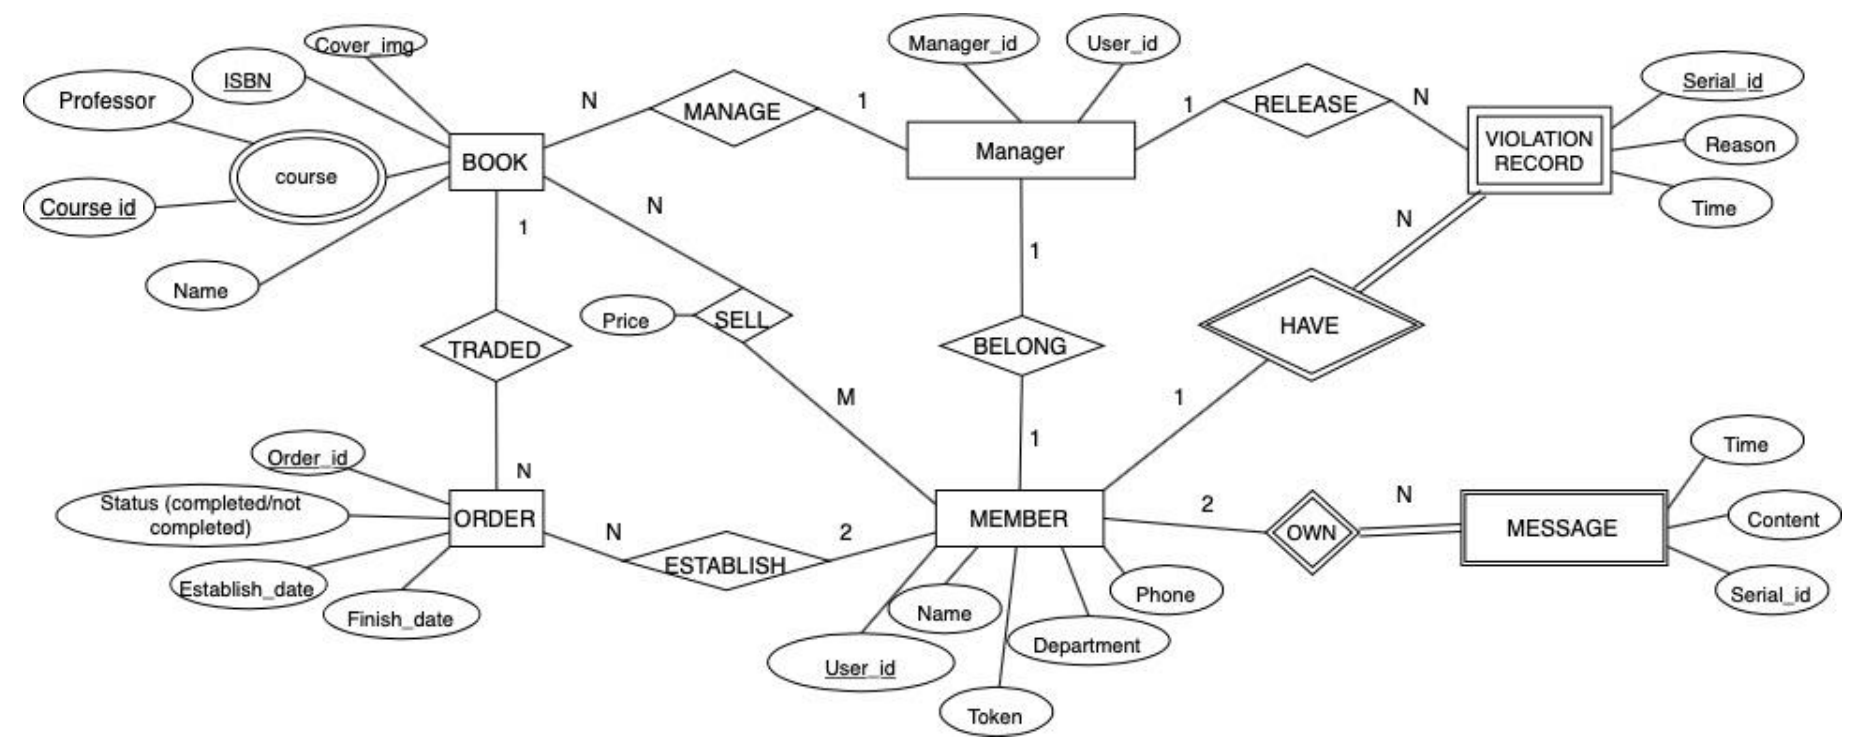 Cover_img
Manager_id
User_id
ISBN
Professor
Serial_id
N
MANAGE
1
1
RELEASE
N
VIOLATION
RECORD
Reason
BOOK
Manager
course
Course id
Time
N
N
1
Name
1
Price
SELL
HAVE
TRADED
BELONG
M
1
1
Order_id
N
Time
Status (completed/not
completed)
ORDER
N
2
MEMBER
2
OWN
N
MESSAGE
Content
ESTABLISH
Establish_date
Finish_date
Name
Phone
Serial_id
User_id
Department
Token